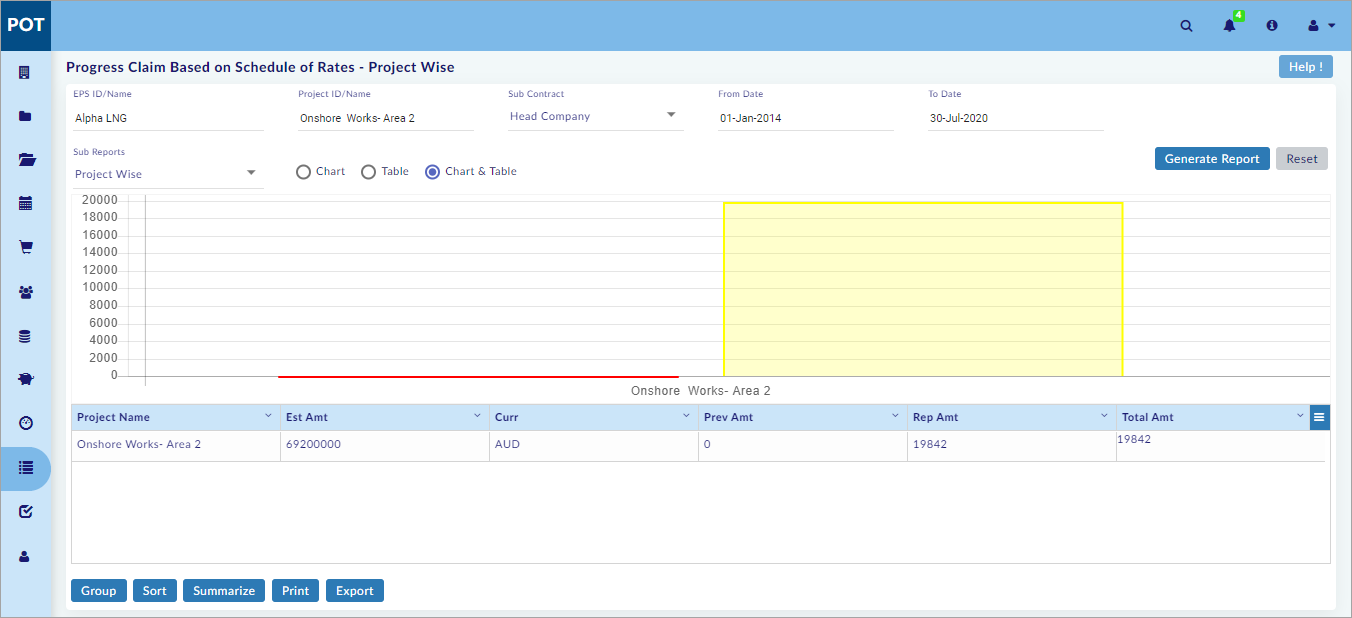 POT
4
Progress Claim Based on Schedule of Rates - Project Wise
Help !
EPS ID/Name Project ID/Name Sub Contract From Date To Date
Alpha LNG Onshore Works- Area 2 Head Company 01-Jan-2014 30-Jul-2020
Sub Reports
Project Wise Chart Table Chart & Table Generate Report Reset
20000
18000
16000
14000
12000
10000
8000
6000
4000
2000
0
Onshore Works- Area 2
Project Name Est Amt Curr Prev Amt Rep Amt Total Amt
Onshore Works- Area 2 69200000 AUD 0 19842 19842
Group Sort Summarize Print Export